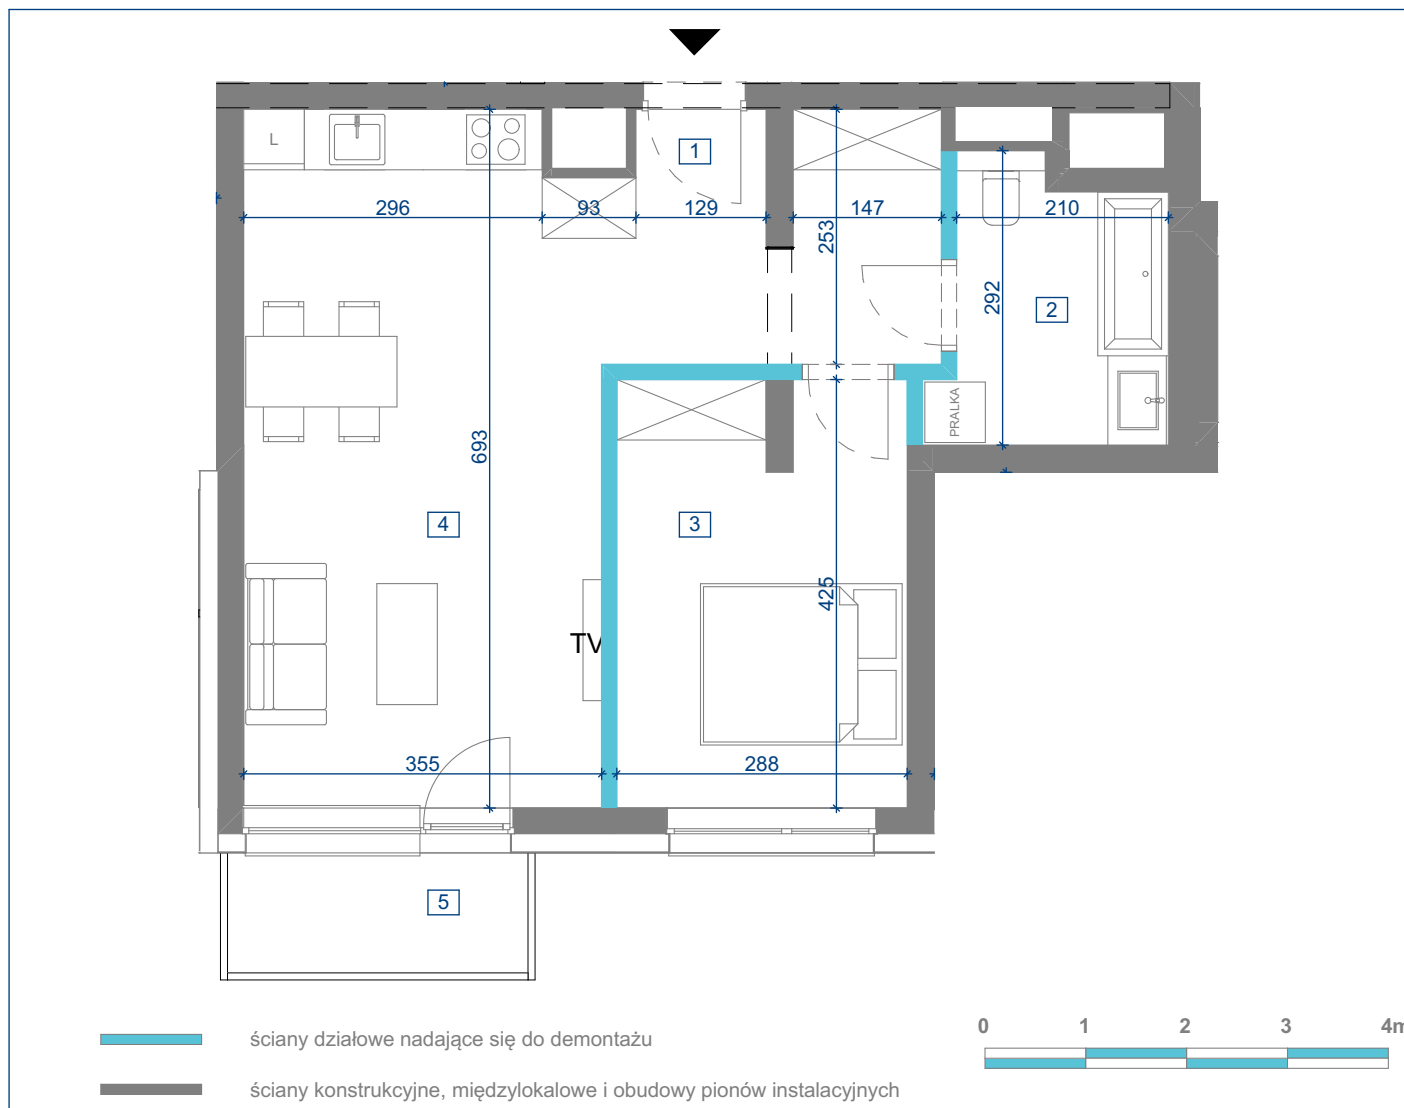 L
1
296
93
129
147
210
253
292
2
PRALKA
693
4
3
425
TV
355
288
5
ściany działowe nadające się do demontażu
0 1 2 3 4m
ściany konstrukcyjne, międzylokalowe i obudowy pionów instalacyjnych